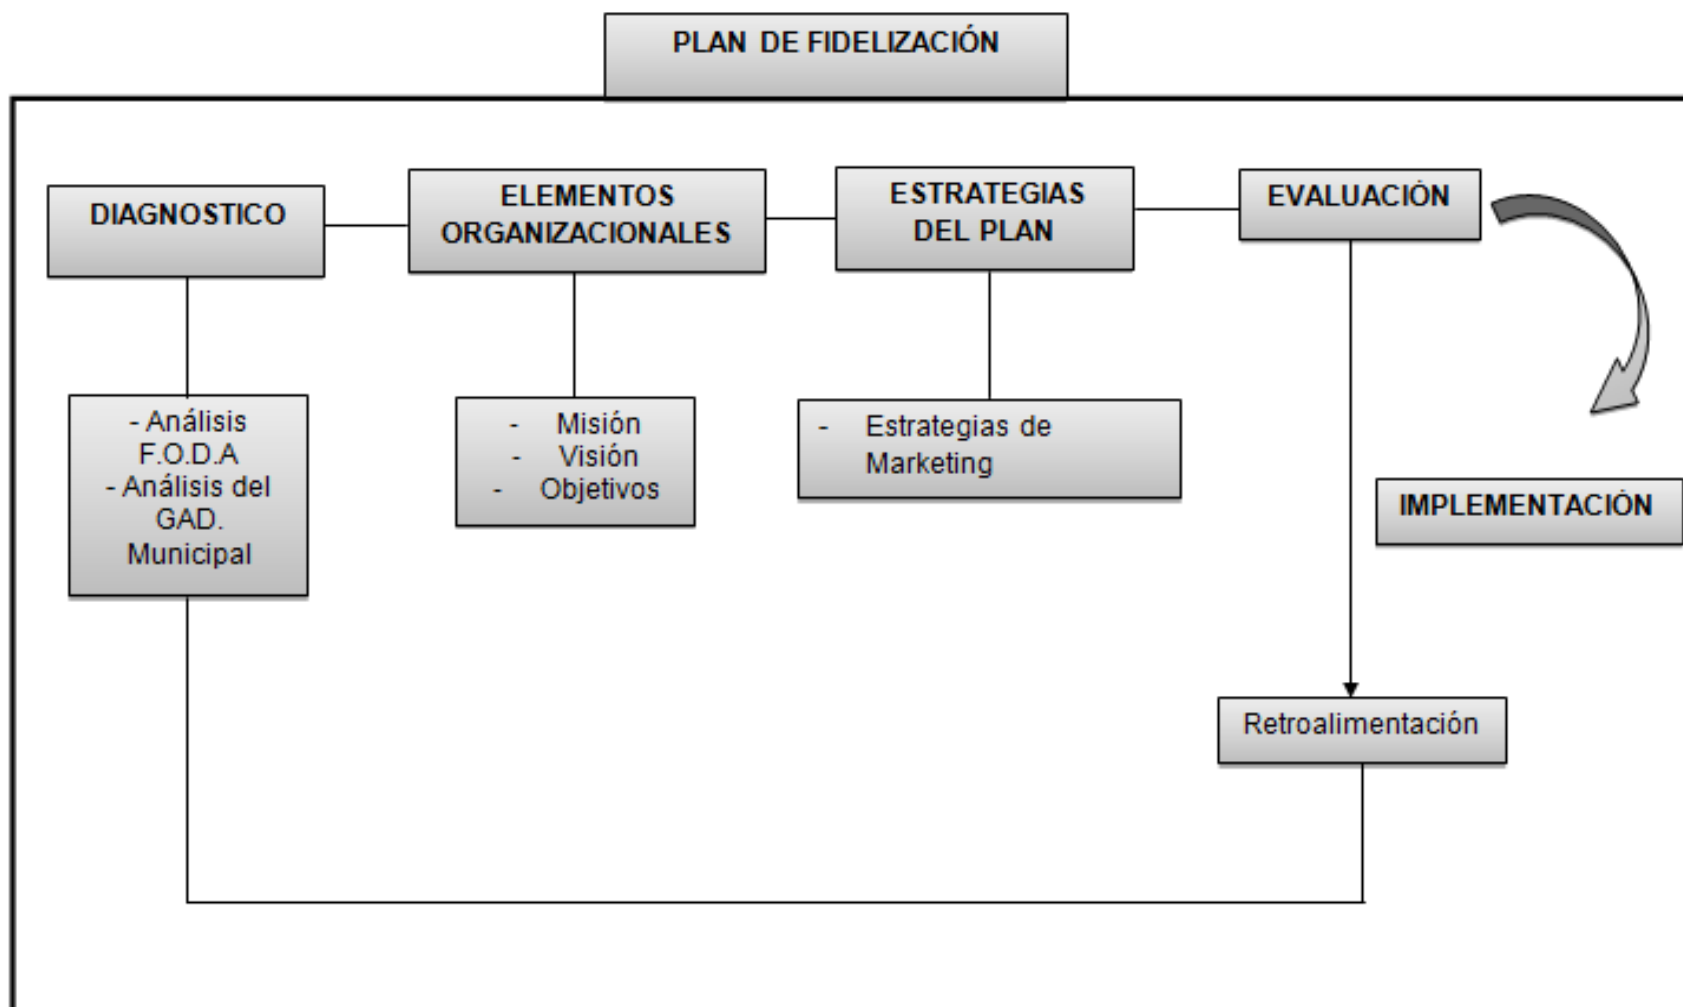 PLAN DE FIDELIZACIÓN
DIAGNOSTICO
ELEMENTOS
ORGANIZACIONALES
ESTRATEGIAS
DEL PLAN
EVALUACIÓN
- Análisis
F.O.D.A
- Análisis del
GAD.
Municipal
- Misión
- Visión
- Objetivos
- Estrategias de
Marketing
IMPLEMENTACIÓN
Retroalimentación